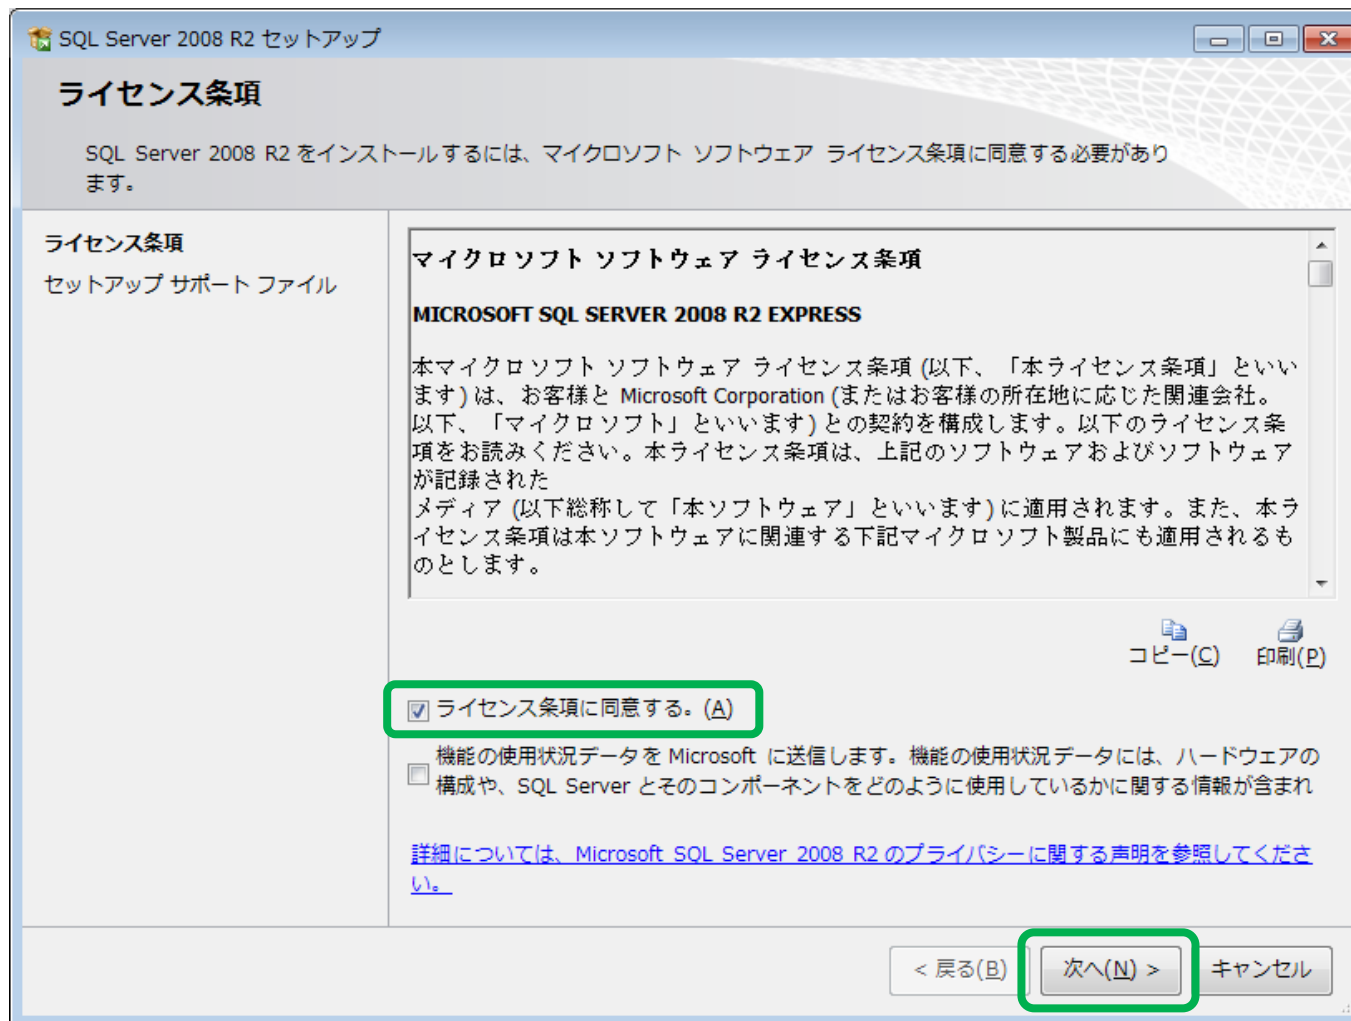 SQL Server 2008 R2 セットアップ
ライセンス条項
SQL Server 2008 R2 をインストールするには、マイクロソフト ソフトウェア ライセンス条項に同意する必要があり
ます。
ライセンス条項
セットアップ サポート ファイル
マイクロソフト ソフトウェア ライセンス条項
MICROSOFT SQL SERVER 2008 R2 EXPRESS
本マイクロソフト ソフトウェア ライセンス条項 (以下、「本ライセンス条項」といい
ます) は、お客様と Microsoft Corporation (またはお客様の所在地に応じた関連会社。
以下、「マイクロソフト」といいます) との契約を構成します。以下のライセンス条
項をお読みください。本ライセンス条項は、上記のソフトウェアおよびソフトウェア
が記録された
メディア (以下総称して「本ソフトウェア」といいます) に適用されます。また、本ラ
イセンス条項は本ソフトウェアに関連する下記マイクロソフト製品にも適用されるも
のとします。
コピー(C)
印刷(P)
ライセンス条項に同意する。(A)
機能の使用状況データを Microsoft に送信します。機能の使用状況データには、ハードウェアの
構成や、SQL Server とそのコンポーネントをどのように使用しているかに関する情報が含まれ
詳細については、Microsoft SQL Server 2008 R2 のプライバシーに関する声明を参照してくださ
い。
< 戻る(B)
次へ(N) >
キャンセル